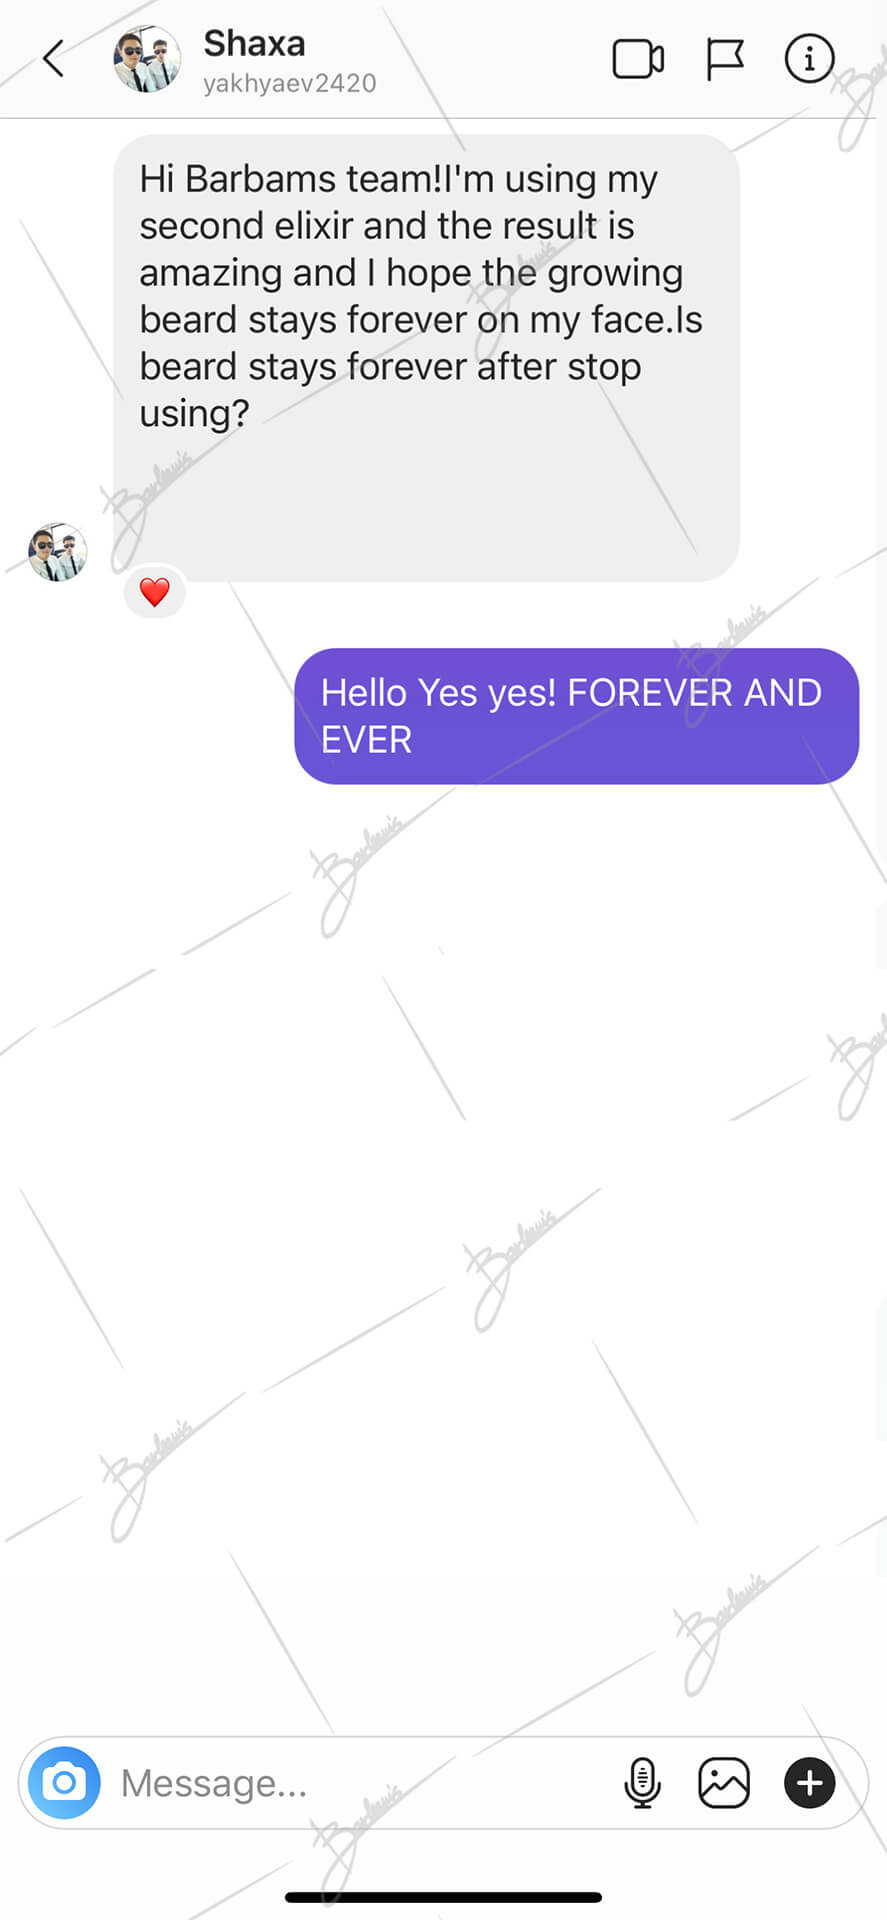 Shaxa
yakhyaev2420
Hi Barbams team!I'm using my
second elixir and the result is
amazing and I hope the growing
beard stays forever on my face.Is
beard stays forever after stop
using?
Hello Yes yes! FOREVER AND
EVER
Message...